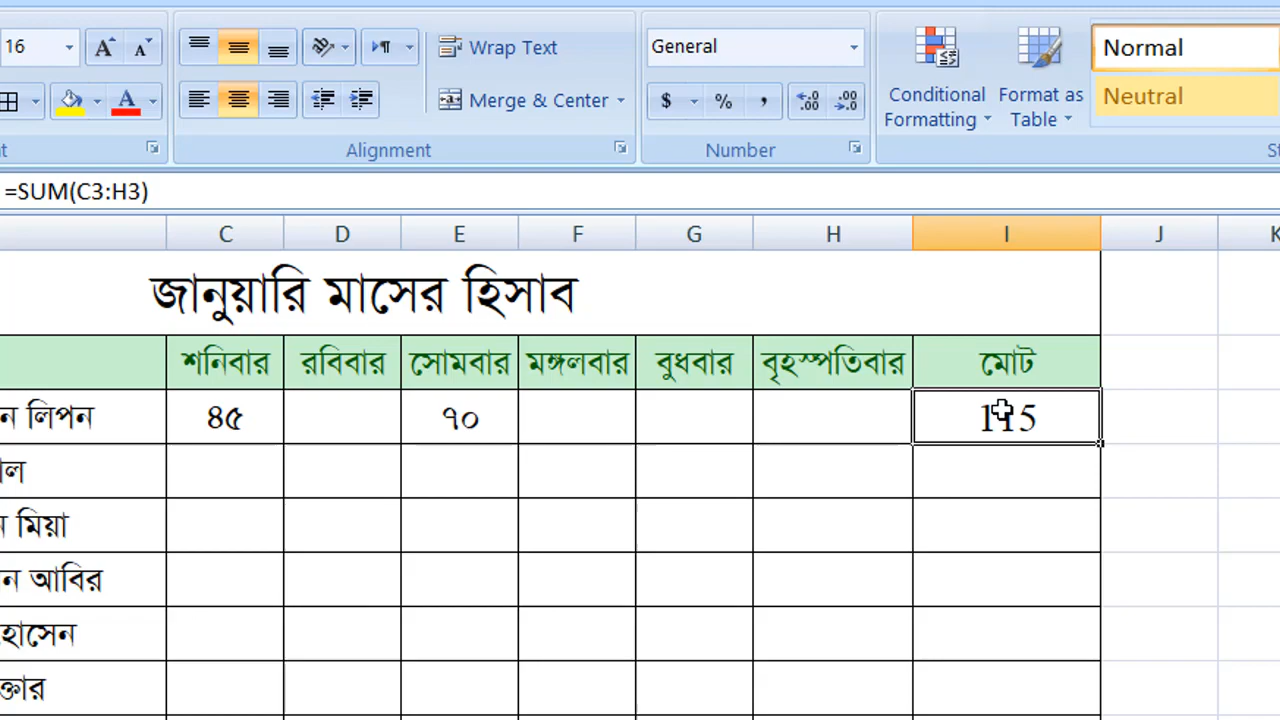 16
Wrap Text
General
Normal
Merge & Center
$ % ,
Conditional Formatting
Format as Table
Neutral
Alignment
Number
=SUM(C3:H3)
C D E F G H I J K
জানুয়ারি মাসের হিসাব
শনিবার রবিবার সোমবার মঙ্গলবার বুধবার বৃহস্পতিবার মোট
ন লিপন ৪৫ ৭০ 115
াল
ন মিয়া
ন আবির
হোসেন
ক্তার